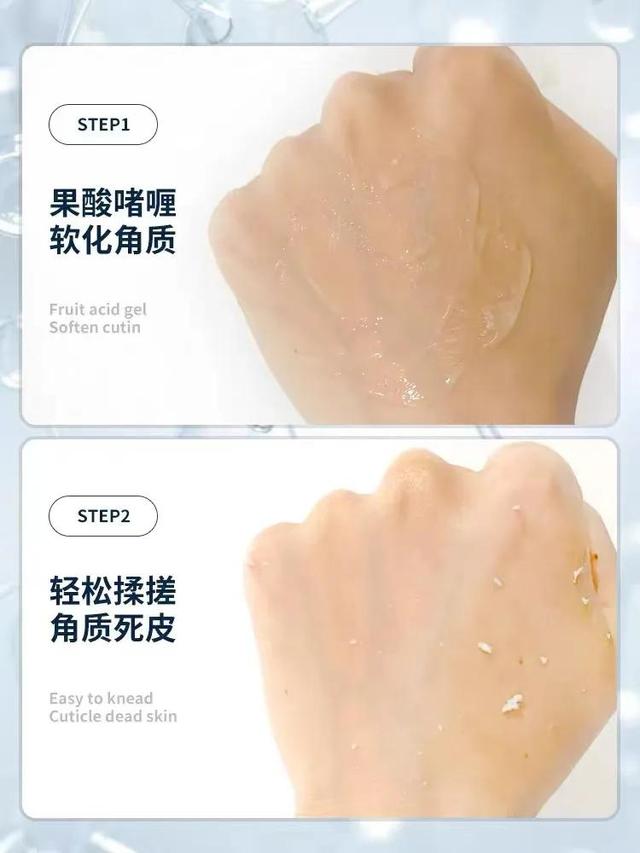 STEP1
果酸啫喱
软化角质
Fruit acid gel
Soften cutin
STEP2
轻松揉搓
角质死皮
Easy to knead
Cuticle dead skin